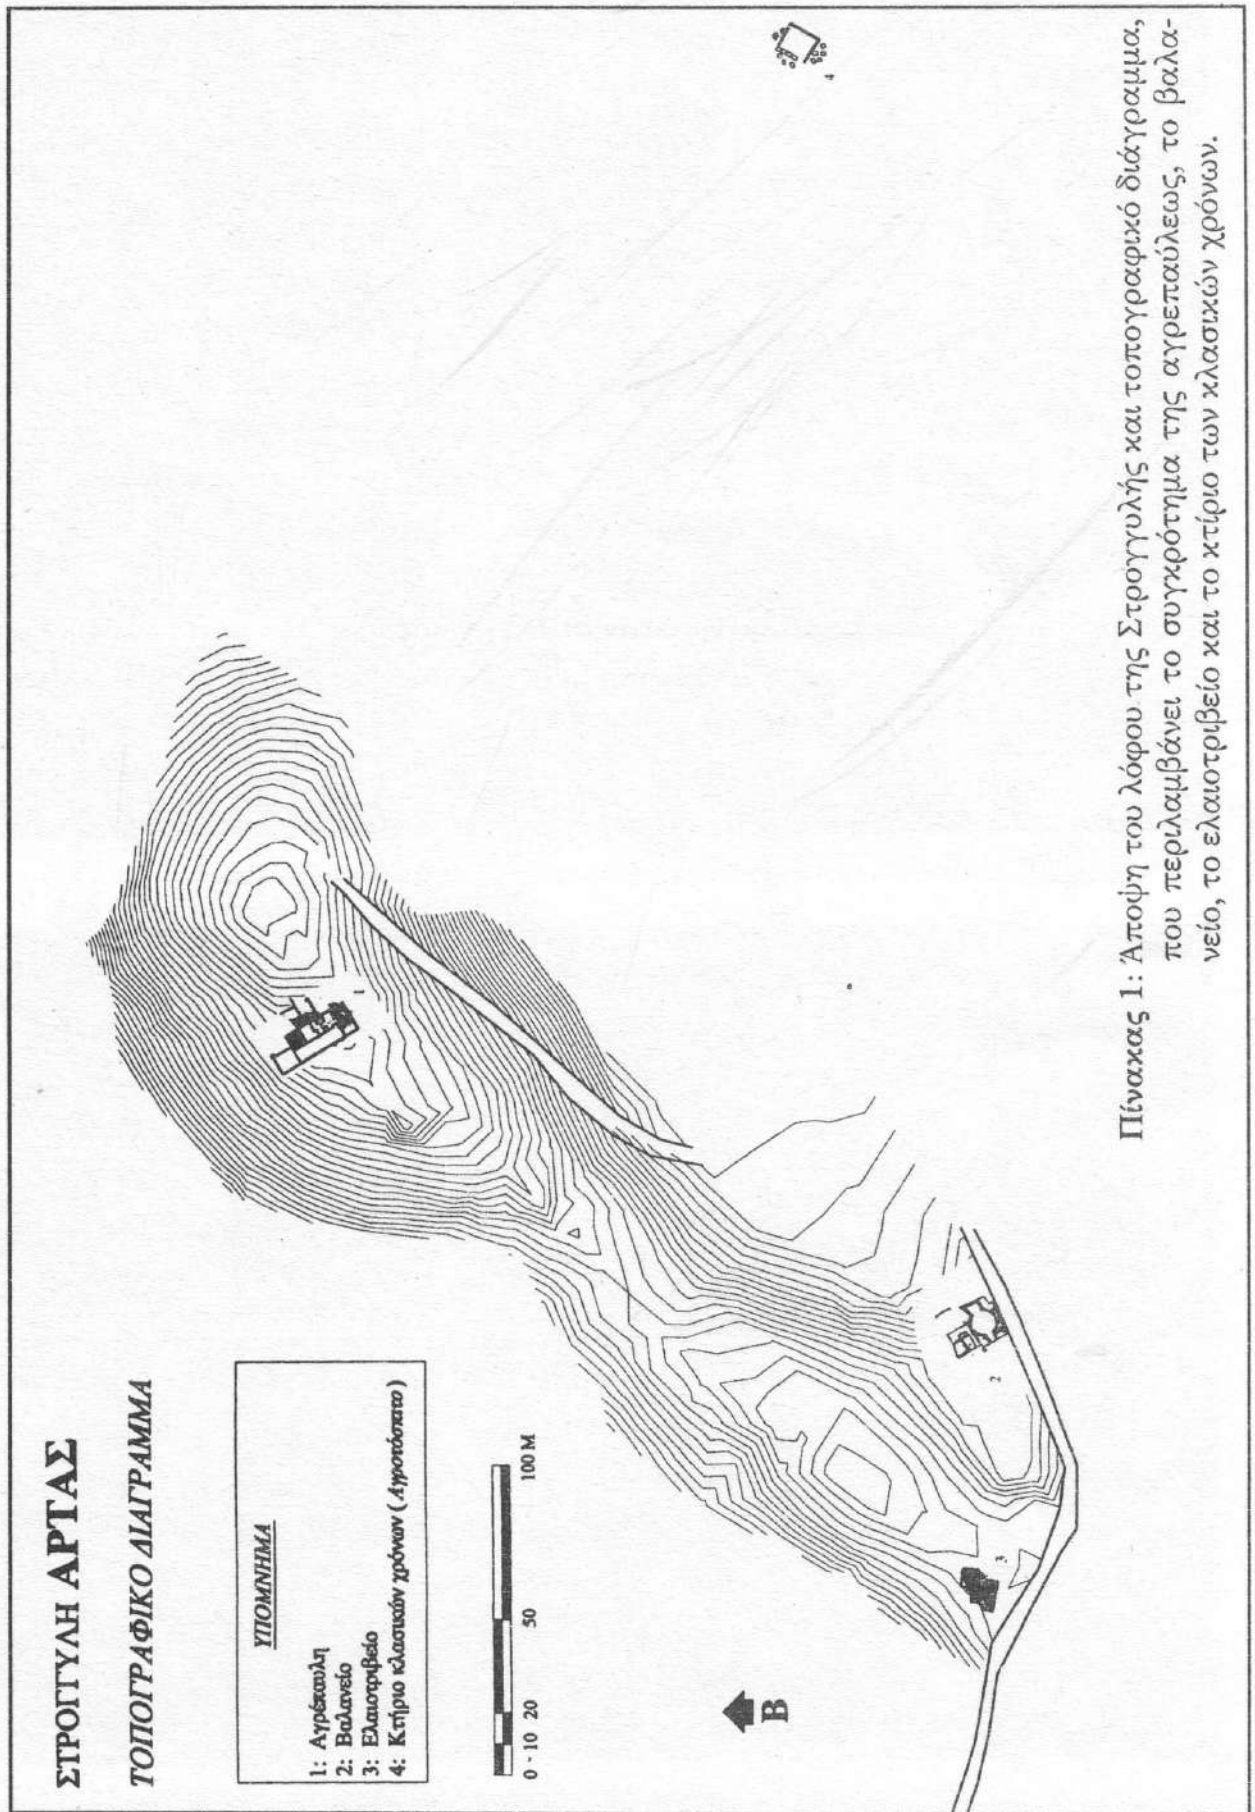 ΣΤΡΟΓΓΥΛΗ ΑΡΤΑΣ
ΤΟΠΟΓΡΑΦΙΚΟ ΔΙΑΓΡΑΜΜΑ
ΥΠΟΜΝΗΜΑ
1: Αγρέπαυλη
2: Βαλανείο
3: Ελαιοτριβείο
4: Κτήριο κλασικών χρόνων (Αγροτόσπιτο)
0 - 10 20 50 100 M
B
1
2
3
4
Πίνακας 1: Άποψη του λόφου της Στρογγυλής και τοπογραφικό διάγραμμα,
που περιλαμβάνει το συγκρότημα της αγρεπαύλεως, το βαλα-
νείο, το ελαιοτριβείο και το κτίριο των κλασικών χρόνων.